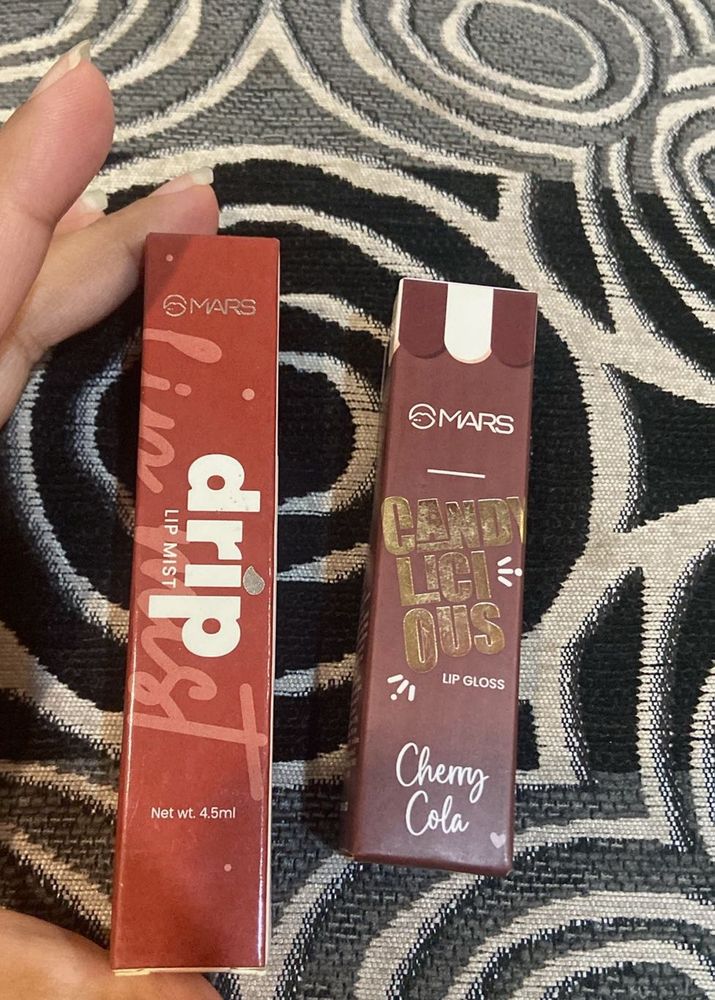 MARS
lip mist
drip
LIP MIST
Net wt. 4.5ml
MARS
CANDY
LICI
OUS
LIP GLOSS
Cherry
Cola